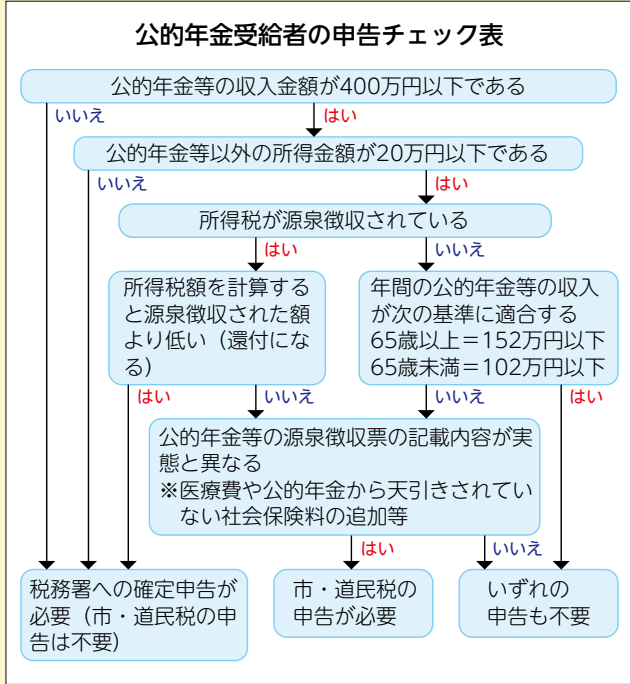 公的年金受給者の申告チェック表
公的年金等の収入金額が400万円以下である
いいえ
はい
公的年金等以外の所得金額が20万円以下である
いいえ
はい
所得税が源泉徴収されている
はい
いいえ
所得税額を計算する
と源泉徴収された額
より低い（還付にな
る）
年間の公的年金等の収入
が次の基準に適合する
65歳以上＝152万円以下
65歳未満＝102万円以下
はい
いいえ
いいえ
はい
公的年金等の源泉徴収票の記載内容が実
態と異なる
※医療費や公的年金から天引きされてい
ない社会保険料の追加等
はい
いいえ
税務署への確定申告が
必要（市・道民税の申
告は不要）
市・道民税の
申告が必要
いずれの
申告も不要